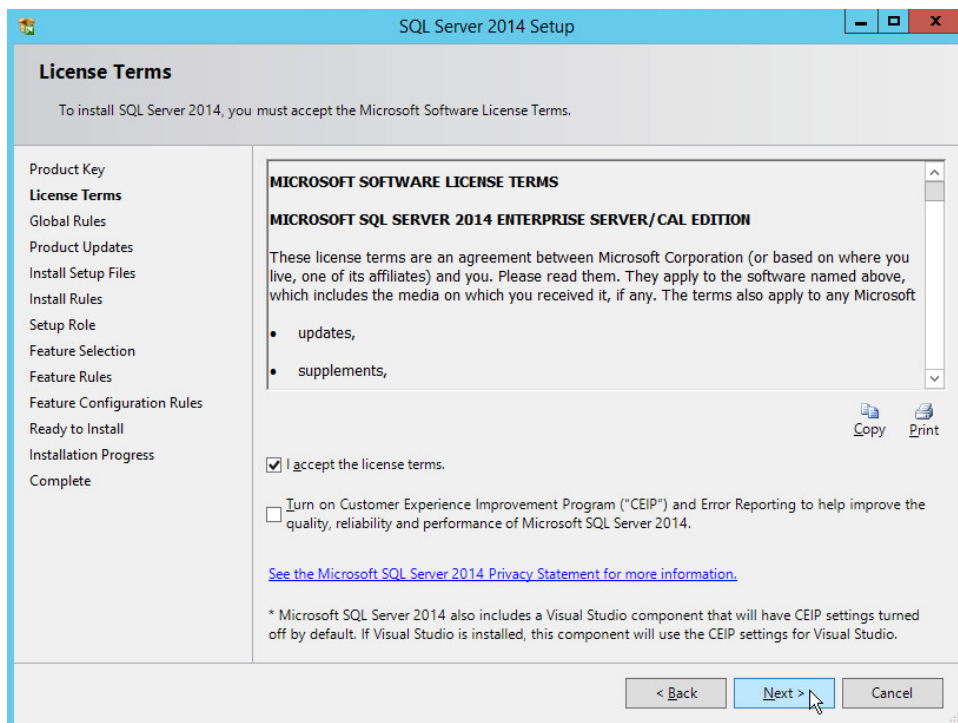 SQL Server 2014 Setup
License Terms
To install SQL Server 2014, you must accept the Microsoft Software License Terms.
Product Key
License Terms
Global Rules
Product Updates
Install Setup Files
Install Rules
Setup Role
Feature Selection
Feature Rules
Feature Configuration Rules
Ready to Install
Installation Progress
Complete
MICROSOFT SOFTWARE LICENSE TERMS
MICROSOFT SQL SERVER 2014 ENTERPRISE SERVER/CAL EDITION
These license terms are an agreement between Microsoft Corporation (or based on where you
live, one of its affiliates) and you. Please read them. They apply to the software named above,
which includes the media on which you received it, if any. The terms also apply to any Microsoft
• updates,
• supplements,
Copy Print
I accept the license terms.
Turn on Customer Experience Improvement Program ("CEIP") and Error Reporting to help improve the
quality, reliability and performance of Microsoft SQL Server 2014.
See the Microsoft SQL Server 2014 Privacy Statement for more information.
* Microsoft SQL Server 2014 also includes a Visual Studio component that will have CEIP settings turned
off by default. If Visual Studio is installed, this component will use the CEIP settings for Visual Studio.
< Back Next > Cancel